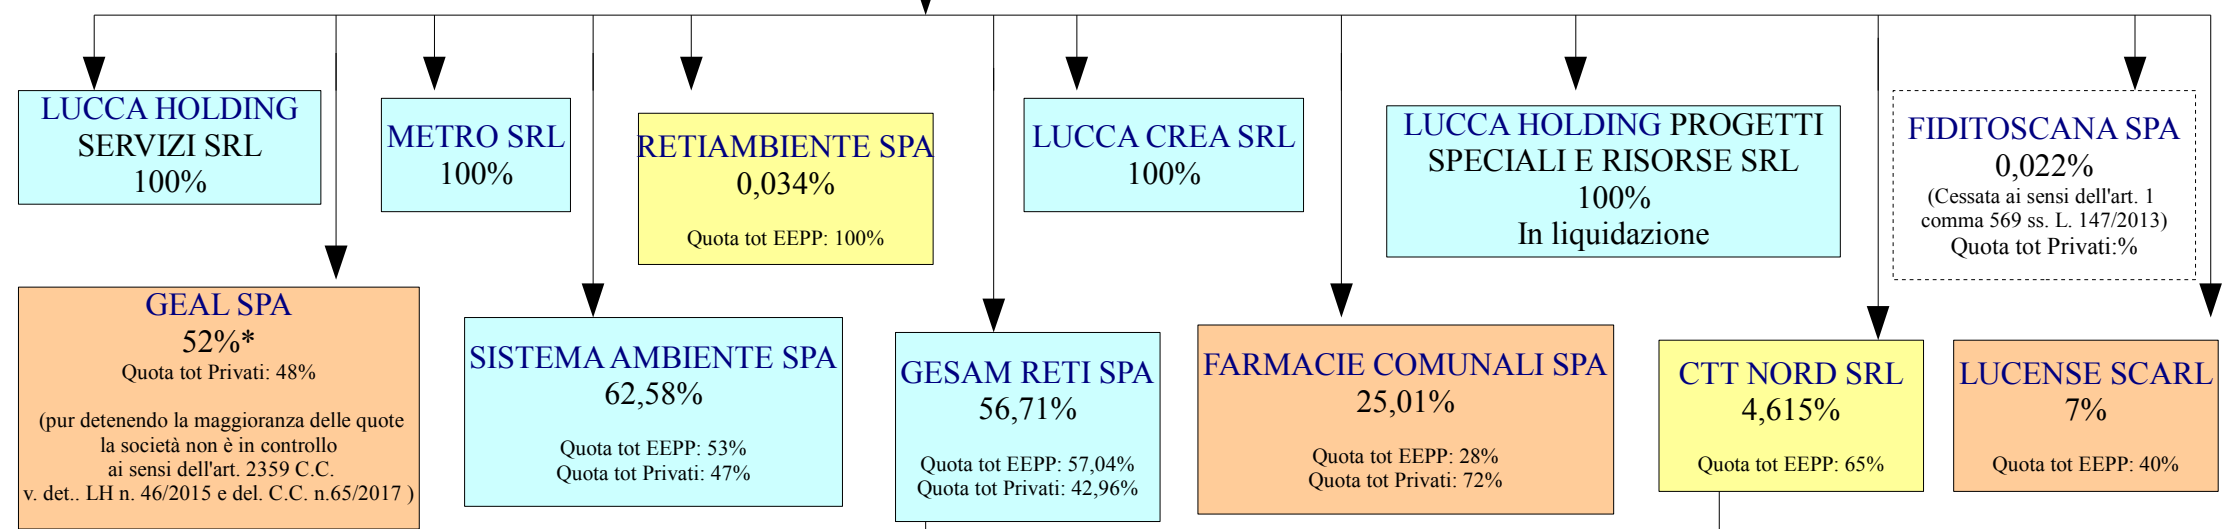 LUCCA HOLDING
SERVIZI SRL
100%
METRO SRL
100%
RETIAMBIENTE SPA
0,034%
Quota tot EEPP: 100%
LUCCA CREA SRL
100%
LUCCA HOLDING PROGETTI
SPECIALI E RISORSE SRL
100%
In liquidazione
FIDITOSCANA SPA
0,022%
(Cessata ai sensi dell'art. 1
comma 569 ss. L. 147/2013)
Quota tot Privati:%
GEAL SPA
52%*
Quota tot Privati: 48%
(pur detenendo la maggioranza delle quote
la società non è in controllo
ai sensi dell'art. 2359 C.C.
v. det.. LH n. 46/2015 e del. C.C. n.65/2017 )
SISTEMA AMBIENTE SPA
62,58%
Quota tot EEPP: 53%
Quota tot Privati: 47%
GESAM RETI SPA
56,71%
Quota tot EEPP: 57,04%
Quota tot Privati: 42,96%
FARMACIE COMUNALI SPA
25,01%
Quota tot EEPP: 28%
Quota tot Privati: 72%
CTT NORD SRL
4,615%
Quota tot EEPP: 65%
LUCENSE SCARL
7%
Quota tot EEPP: 40%